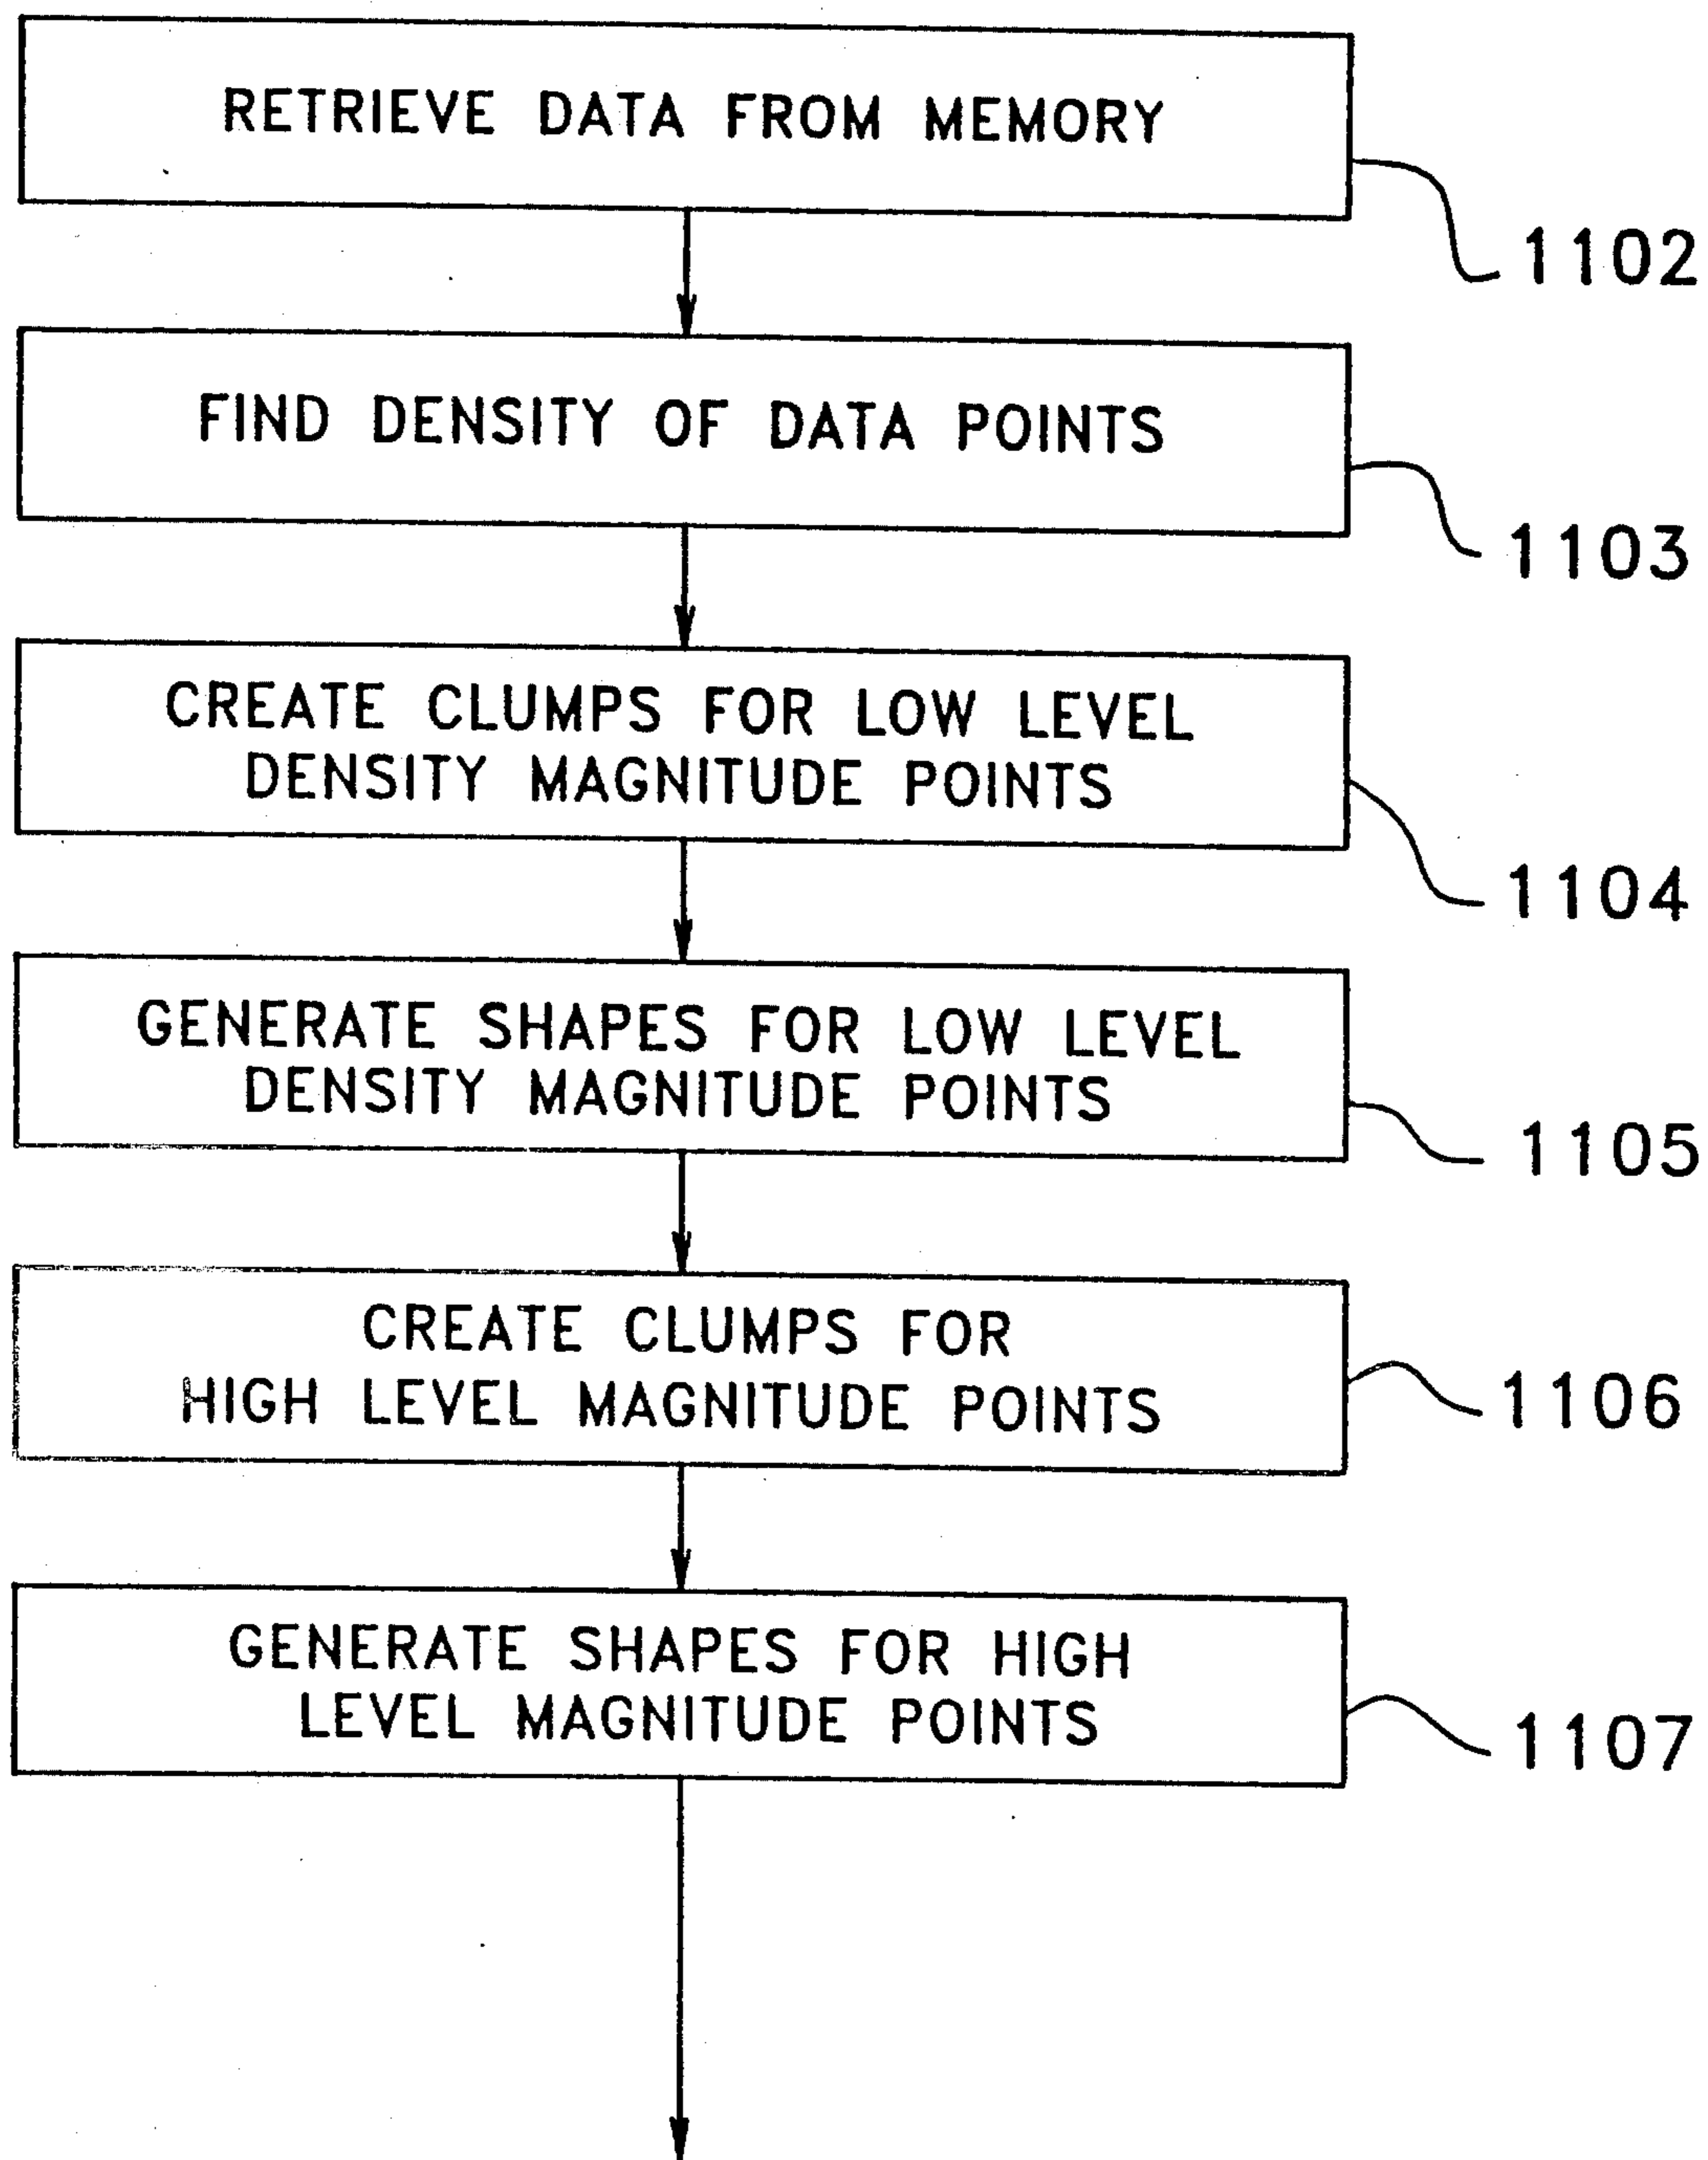 RETRIEVE DATA FROM MEMORY
1102
FIND DENSITY OF DATA POINTS
1103
CREATE CLUMPS FOR LOW LEVEL
DENSITY MAGNITUDE POINTS
1104
GENERATE SHAPES FOR LOW LEVEL
DENSITY MAGNITUDE POINTS
1105
CREATE CLUMPS FOR
HIGH LEVEL MAGNITUDE POINTS
1106
GENERATE SHAPES FOR HIGH
LEVEL MAGNITUDE POINTS
1107